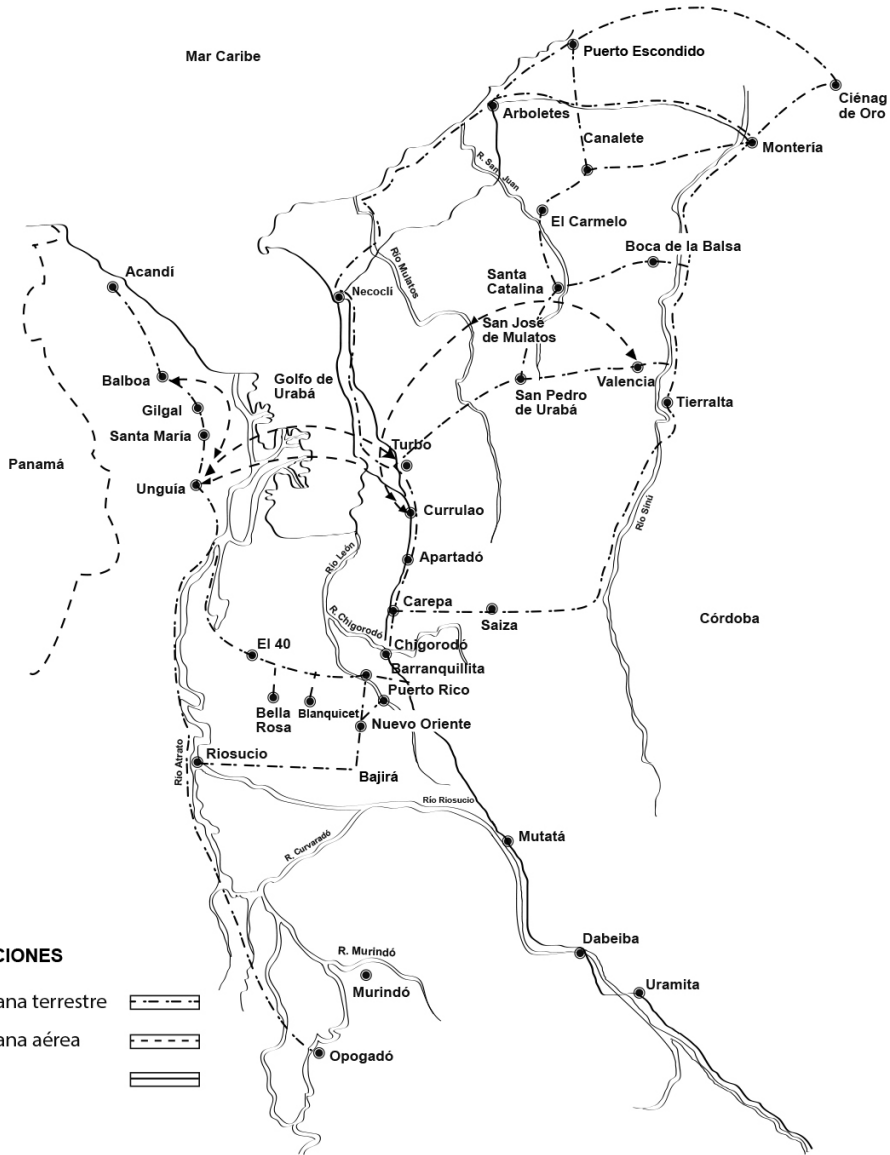 Mar Caribe
Puerto Escondido
Ciénag
de Oro
Arboletes
Canalete
Montería
R. San Juan
El Carmelo
Boca de la Balsa
Río Mulatos
Acandí
Necoclí
Santa
Catalina
San José
de Mulatos
Balboa
Golfo de
Urabá
Valencia
San Pedro
de Urabá
Tierralta
Gilgal
Santa María
Panamá
Turbo
Unguía
Currulao
Río Sinú
Río León
Apartadó
Carepa
Saiza
Córdoba
R. Chigorodó
El 40
Chigorodó
Barranquillita
Puerto Rico
Bella
Rosa
Blanquicet
Nuevo Oriente
Riosucio
Río Atrato
Bajirá
Río Riosucio
Mutatá
R. Curvaradó
Dabeiba
CIONES
R. Murindó
Murindó
Uramita
ana terrestre
ana aérea
Opogadó